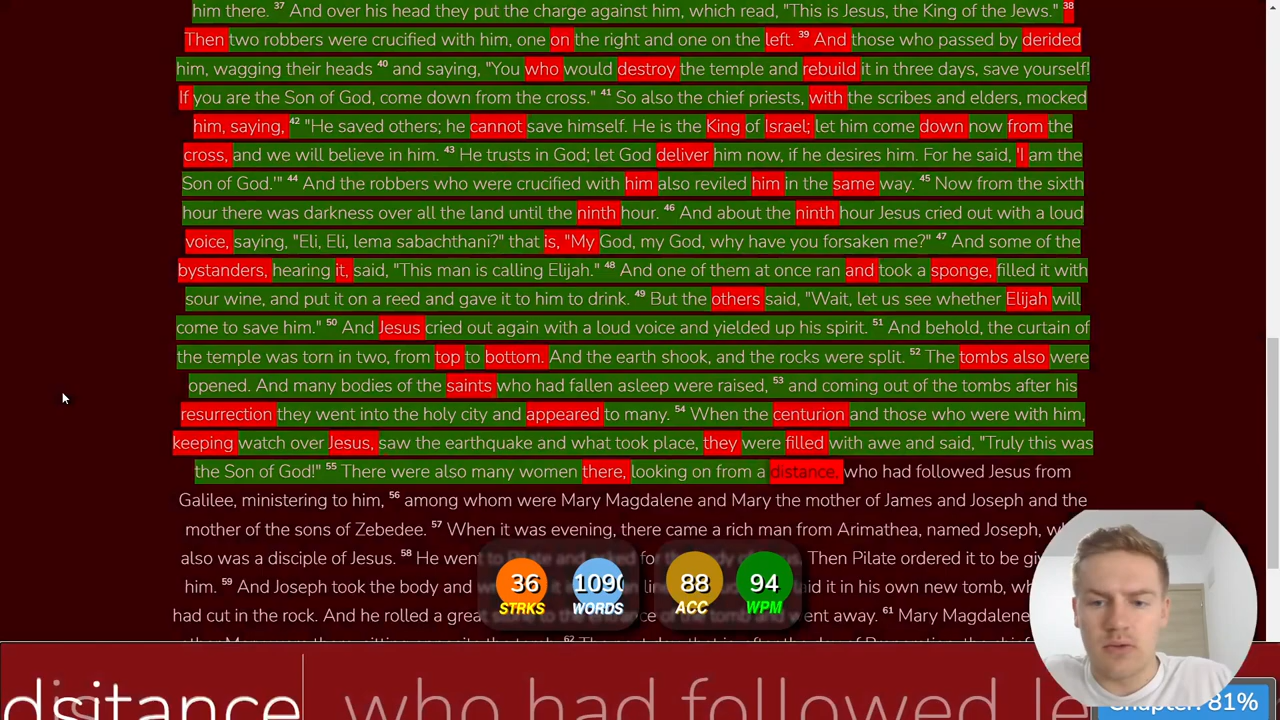 him there. 37 And over his head they put the charge against him, which read, "This is Jesus, the King of the Jews." 38
Then two robbers were crucified with him, one on the right and one on the left. 39 And those who passed by derided
him, wagging their heads 40 and saying, "You who would destroy the temple and rebuild it in three days, save yourself!
If you are the Son of God, come down from the cross." 41 So also the chief priests, with the scribes and elders, mocked
him, saying, 42 "He saved others; he cannot save himself. He is the King of Israel; let him come down now from the
cross, and we will believe in him. 43 He trusts in God; let God deliver him now, if he desires him. For he said, 'I am the
Son of God.'" 44 And the robbers who were crucified with him also reviled him in the same way. 45 Now from the sixth
hour there was darkness over all the land until the ninth hour. 46 And about the ninth hour Jesus cried out with a loud
voice, saying, "Eli, Eli, lema sabachthani?" that is, "My God, my God, why have you forsaken me?" 47 And some of the
bystanders, hearing it, said, "This man is calling Elijah." 48 And one of them at once ran and took a sponge, filled it with
sour wine, and put it on a reed and gave it to him to drink. 49 But the others said, "Wait, let us see whether Elijah will
come to save him." 50 And Jesus cried out again with a loud voice and yielded up his spirit. 51 And behold, the curtain of
the temple was torn in two, from top to bottom. And the earth shook, and the rocks were split. 52 The tombs also were
opened. And many bodies of the saints who had fallen asleep were raised, 53 and coming out of the tombs after his
resurrection they went into the holy city and appeared to many. 54 When the centurion and those who were with him,
keeping watch over Jesus, saw the earthquake and what took place, they were filled with awe and said, "Truly this was
the Son of God!" 55 There were also many women there, looking on from a distance, who had followed Jesus from
Galilee, ministering to him, 56 among whom were Mary Magdalene and Mary the mother of James and Joseph and the
mother of the sons of Zebedee. 57 When it was evening, there came a rich man from Arimathea, named Joseph,
also was a disciple of Jesus. 58 He went to Pilate and asked for the body of Jesus. Then Pilate ordered it to be
him. 59 And Joseph took the body and laid it in his own new tomb,
had cut in the rock. And he rolled a great went away. 61 Mary Magdalene
36 1090 88 94
STRKS WORDS ACC WPM
dsitance who had followed
Chapter: 81%